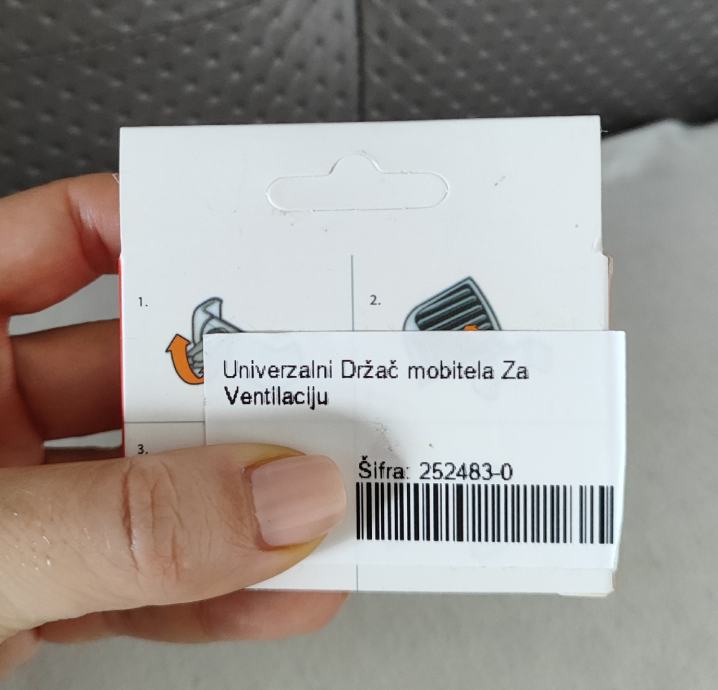 1.
2.
Univerzalni Držač mobitela Za
Ventilaciju
3.
Šifra: 252483-0